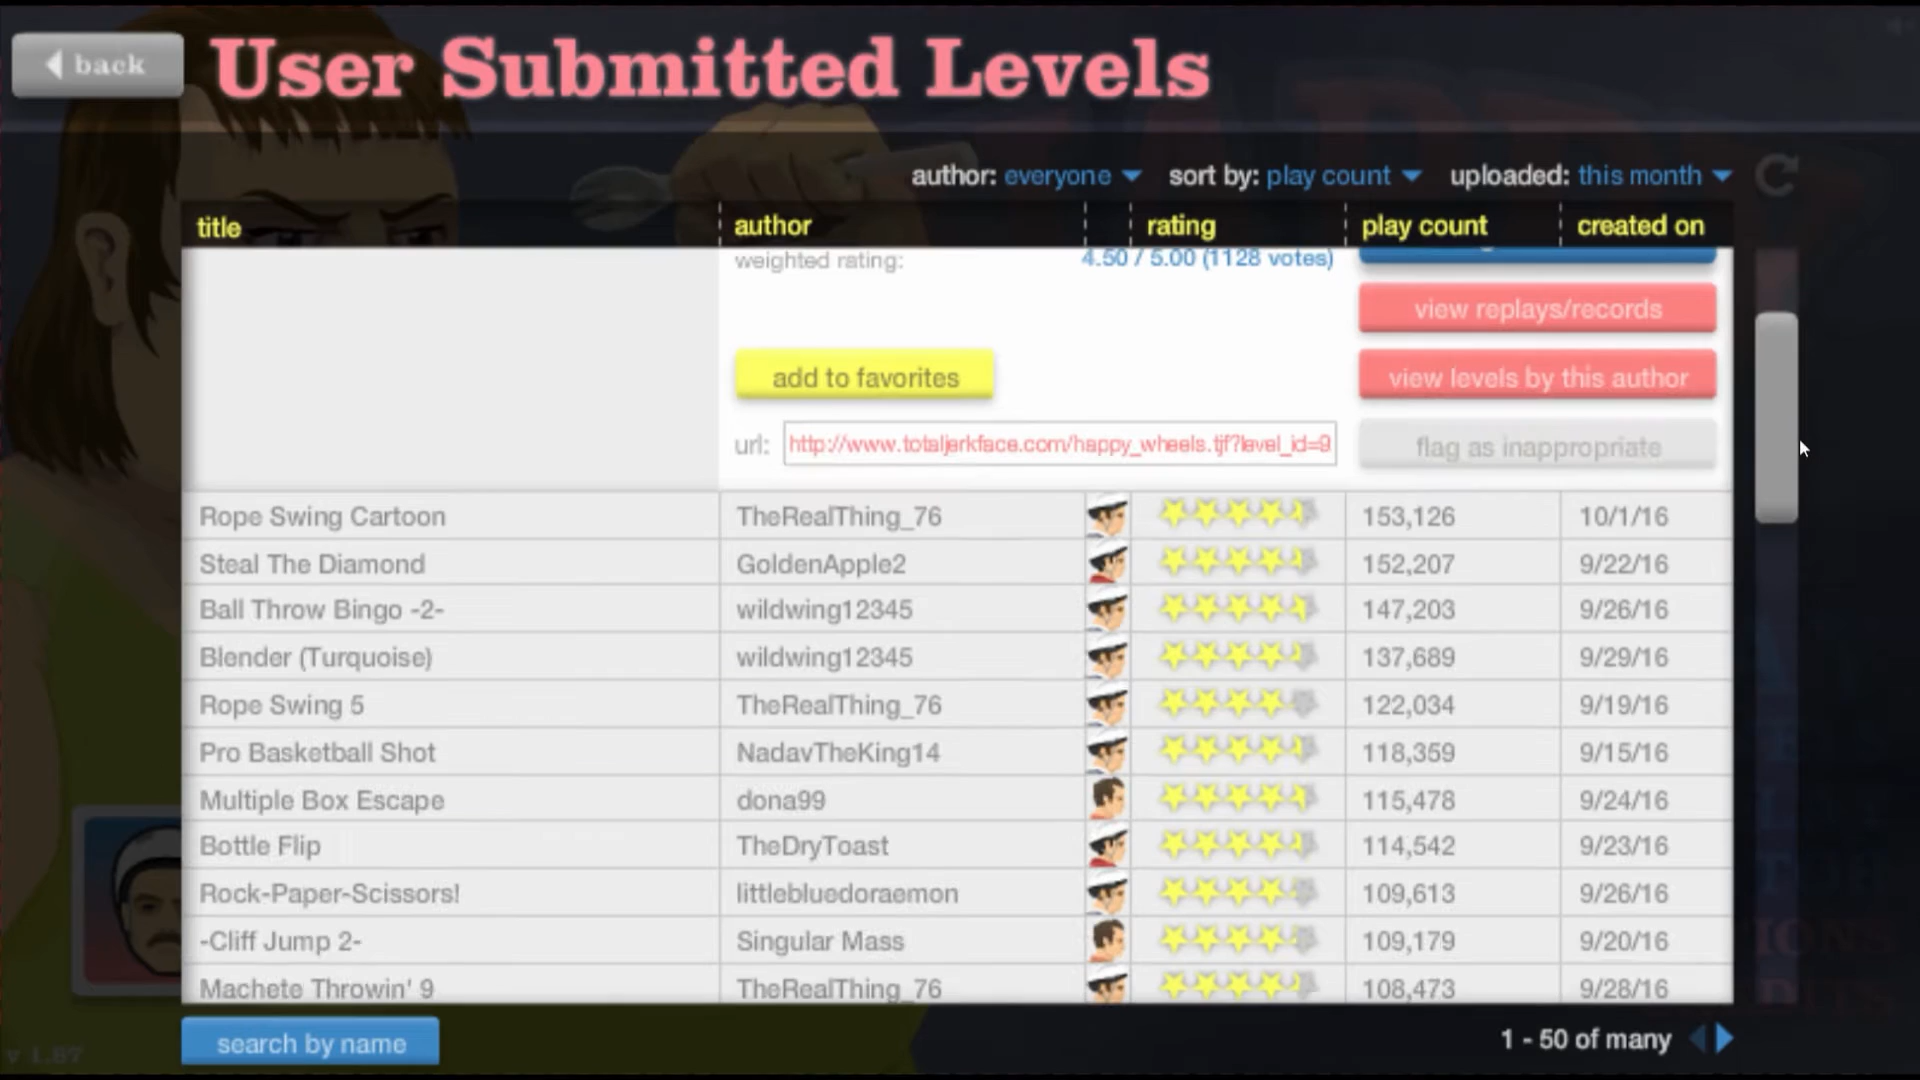 back
User Submitted Levels
author: everyone sort by: play count uploaded: this month
title author rating play count created on
weighted rating: 4.50 / 5.00 (1128 votes)
view replays/records
add to favorites view levels by this author
url: http://www.totaljerkface.com/happy_wheels.tjf?level_id=9 flag as inappropriate
Rope Swing Cartoon TheRealThing_76 153,126 10/1/16
Steal The Diamond GoldenApple2 152,207 9/22/16
Ball Throw Bingo -2- wildwing12345 147,203 9/26/16
Blender (Turquoise) wildwing12345 137,689 9/29/16
Rope Swing 5 TheRealThing_76 122,034 9/19/16
Pro Basketball Shot NadavTheKing14 118,359 9/15/16
Multiple Box Escape dona99 115,478 9/24/16
Bottle Flip TheDryToast 114,542 9/23/16
Rock-Paper-Scissors! littlebluedoraemon 109,613 9/26/16
-Cliff Jump 2- Singular Mass 109,179 9/20/16
Machete Throwin' 9 TheRealThing_76 108,473 9/28/16
search by name 1 - 50 of many
v 1.87